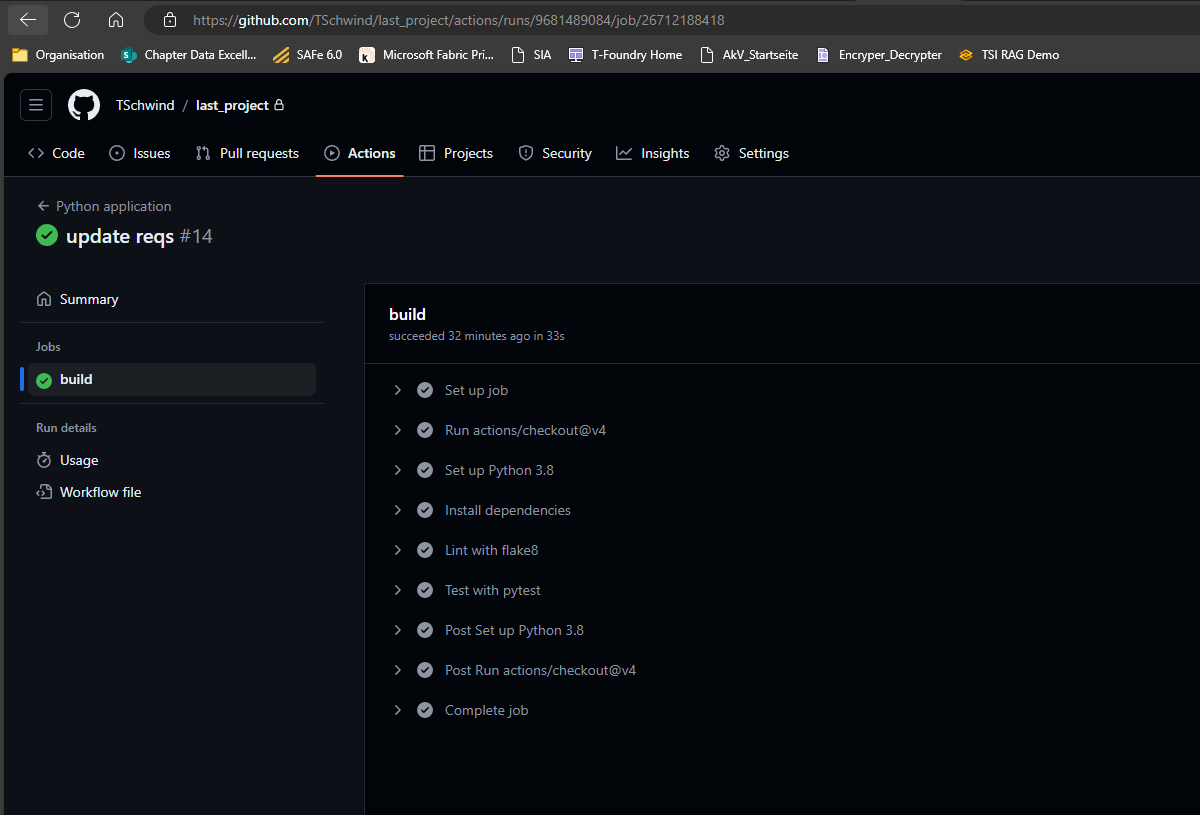 https://github.com/TSchwind/last_project/actions/runs/9681489084/job/26712188418
Organisation Chapter Data Excell... SAFe 6.0 Microsoft Fabric Pri... SIA T-Foundry Home AkV_Startseite Encryper_Decrypter TSI RAG Demo
TSchwind / last_project
Code Issues Pull requests Actions Projects Security Insights Settings
Python application
update reqs #14
Summary
Jobs
build
Run details
Usage
Workflow file
build
succeeded 32 minutes ago in 33s
Set up job
Run actions/checkout@v4
Set up Python 3.8
Install dependencies
Lint with flake8
Test with pytest
Post Set up Python 3.8
Post Run actions/checkout@v4
Complete job